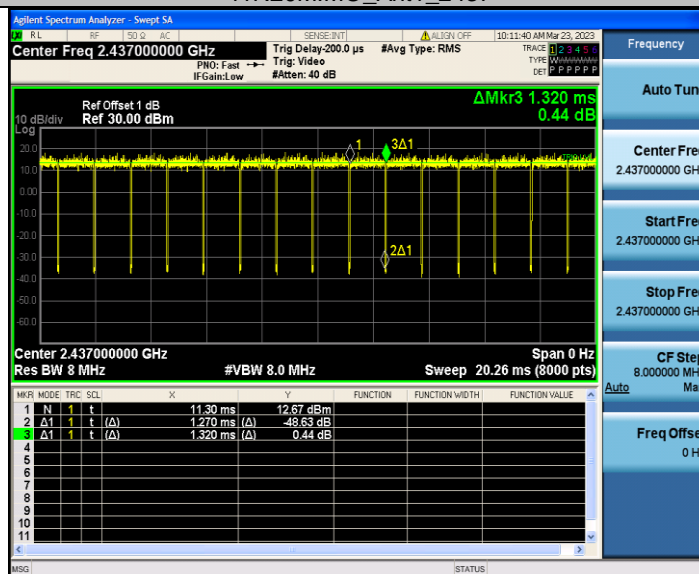 Agilent Spectrum Analyzer - Swept SA
RL RF 50 Ω AC SENSE:INT ALIGN OFF 10:11:40 AM Mar 23, 2023
Center Freq 2.437000000 GHz
PNO: Fast
IFGain:Low
Trig Delay-200.0 µs
Trig: Video
#Atten: 40 dB
#Avg Type: RMS
TRACE 1 2 3 4 5 6
TYPE W
DET P P P P P P
Frequency
Auto Tun
Center Fre
2.437000000 GH
Start Fre
2.437000000 GH
Stop Fre
2.437000000 GH
CF Step
8.000000 MH
Auto Ma
Freq Offse
0 H
10 dB/div
Log
Ref Offset 1 dB
Ref 30.00 dBm
ΔMkr3 1.320 ms
0.44 dB
20.0
10.0
0.00
-10.0
-20.0
-30.0
-40.0
-50.0
-60.0
1
3Δ1
2Δ1
Center 2.437000000 GHz Span 0 Hz
Res BW 8 MHz #VBW 8.0 MHz Sweep 20.26 ms (8000 pts)
MKR MODE TRC SCL X Y FUNCTION FUNCTION WIDTH FUNCTION VALUE
1 N 1 t 11.30 ms 12.67 dBm
2 Δ1 1 t (Δ) 1.270 ms (Δ) -48.63 dB
3 Δ1 1 t (Δ) 1.320 ms (Δ) 0.44 dB
4
5
6
7
8
9
10
11
MSG STATUS